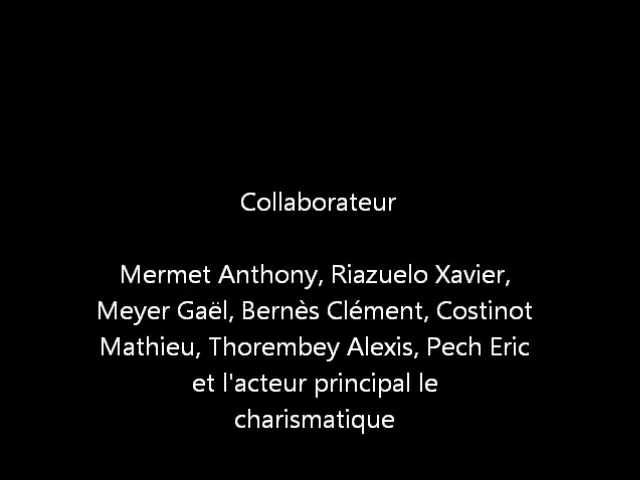 Collaborateur
Mermet Anthony, Riazuelo Xavier,
Meyer Gaël, Bernès Clément, Costinot
Mathieu, Thorembey Alexis, Pech Eric
et l'acteur principal le
charismatique